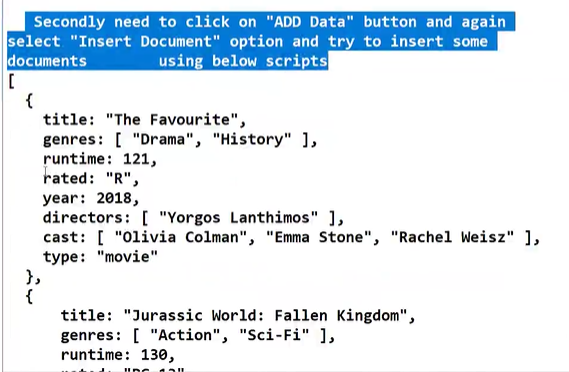 Secondly need to click on "ADD Data" button and again
select "Insert Document" option and try to insert some
documents         using below scripts
[
  {
    title: "The Favourite",
    genres: [ "Drama", "History" ],
    runtime: 121,
    rated: "R",
    year: 2018,
    directors: [ "Yorgos Lanthimos" ],
    cast: [ "Olivia Colman", "Emma Stone", "Rachel Weisz" ],
    type: "movie"
  },
  {
      title: "Jurassic World: Fallen Kingdom",
      genres: [ "Action", "Sci-Fi" ],
      runtime: 130,